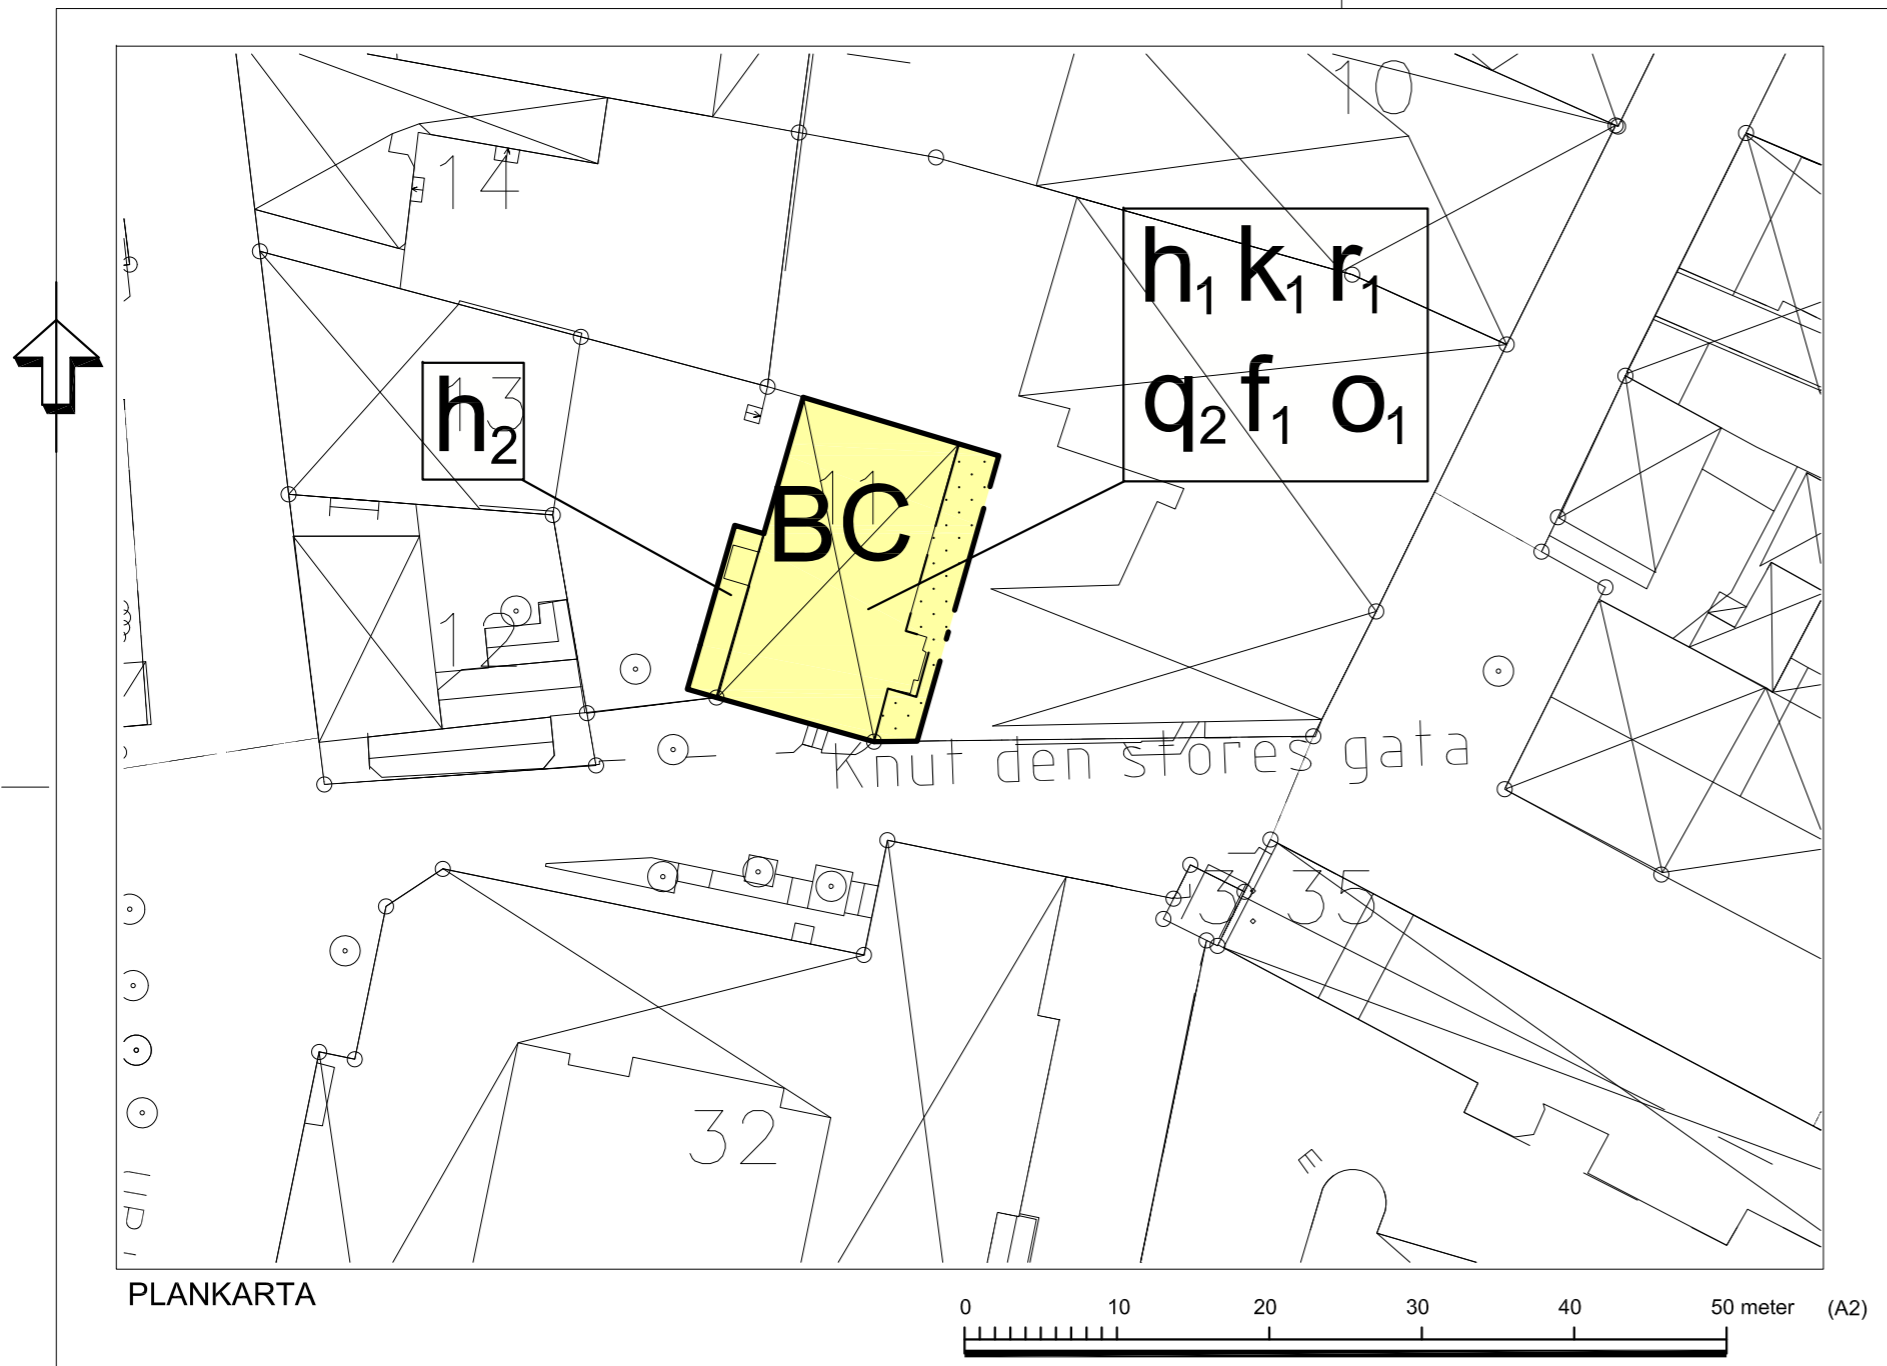 10
14
h₁ k₁ r₁
13
h₂
q₂ f₁ o₁
11
BC
12
Knut den stores gata
3
35
32
E
PLANKARTA
0 10 20 30 40 50 meter (A2)